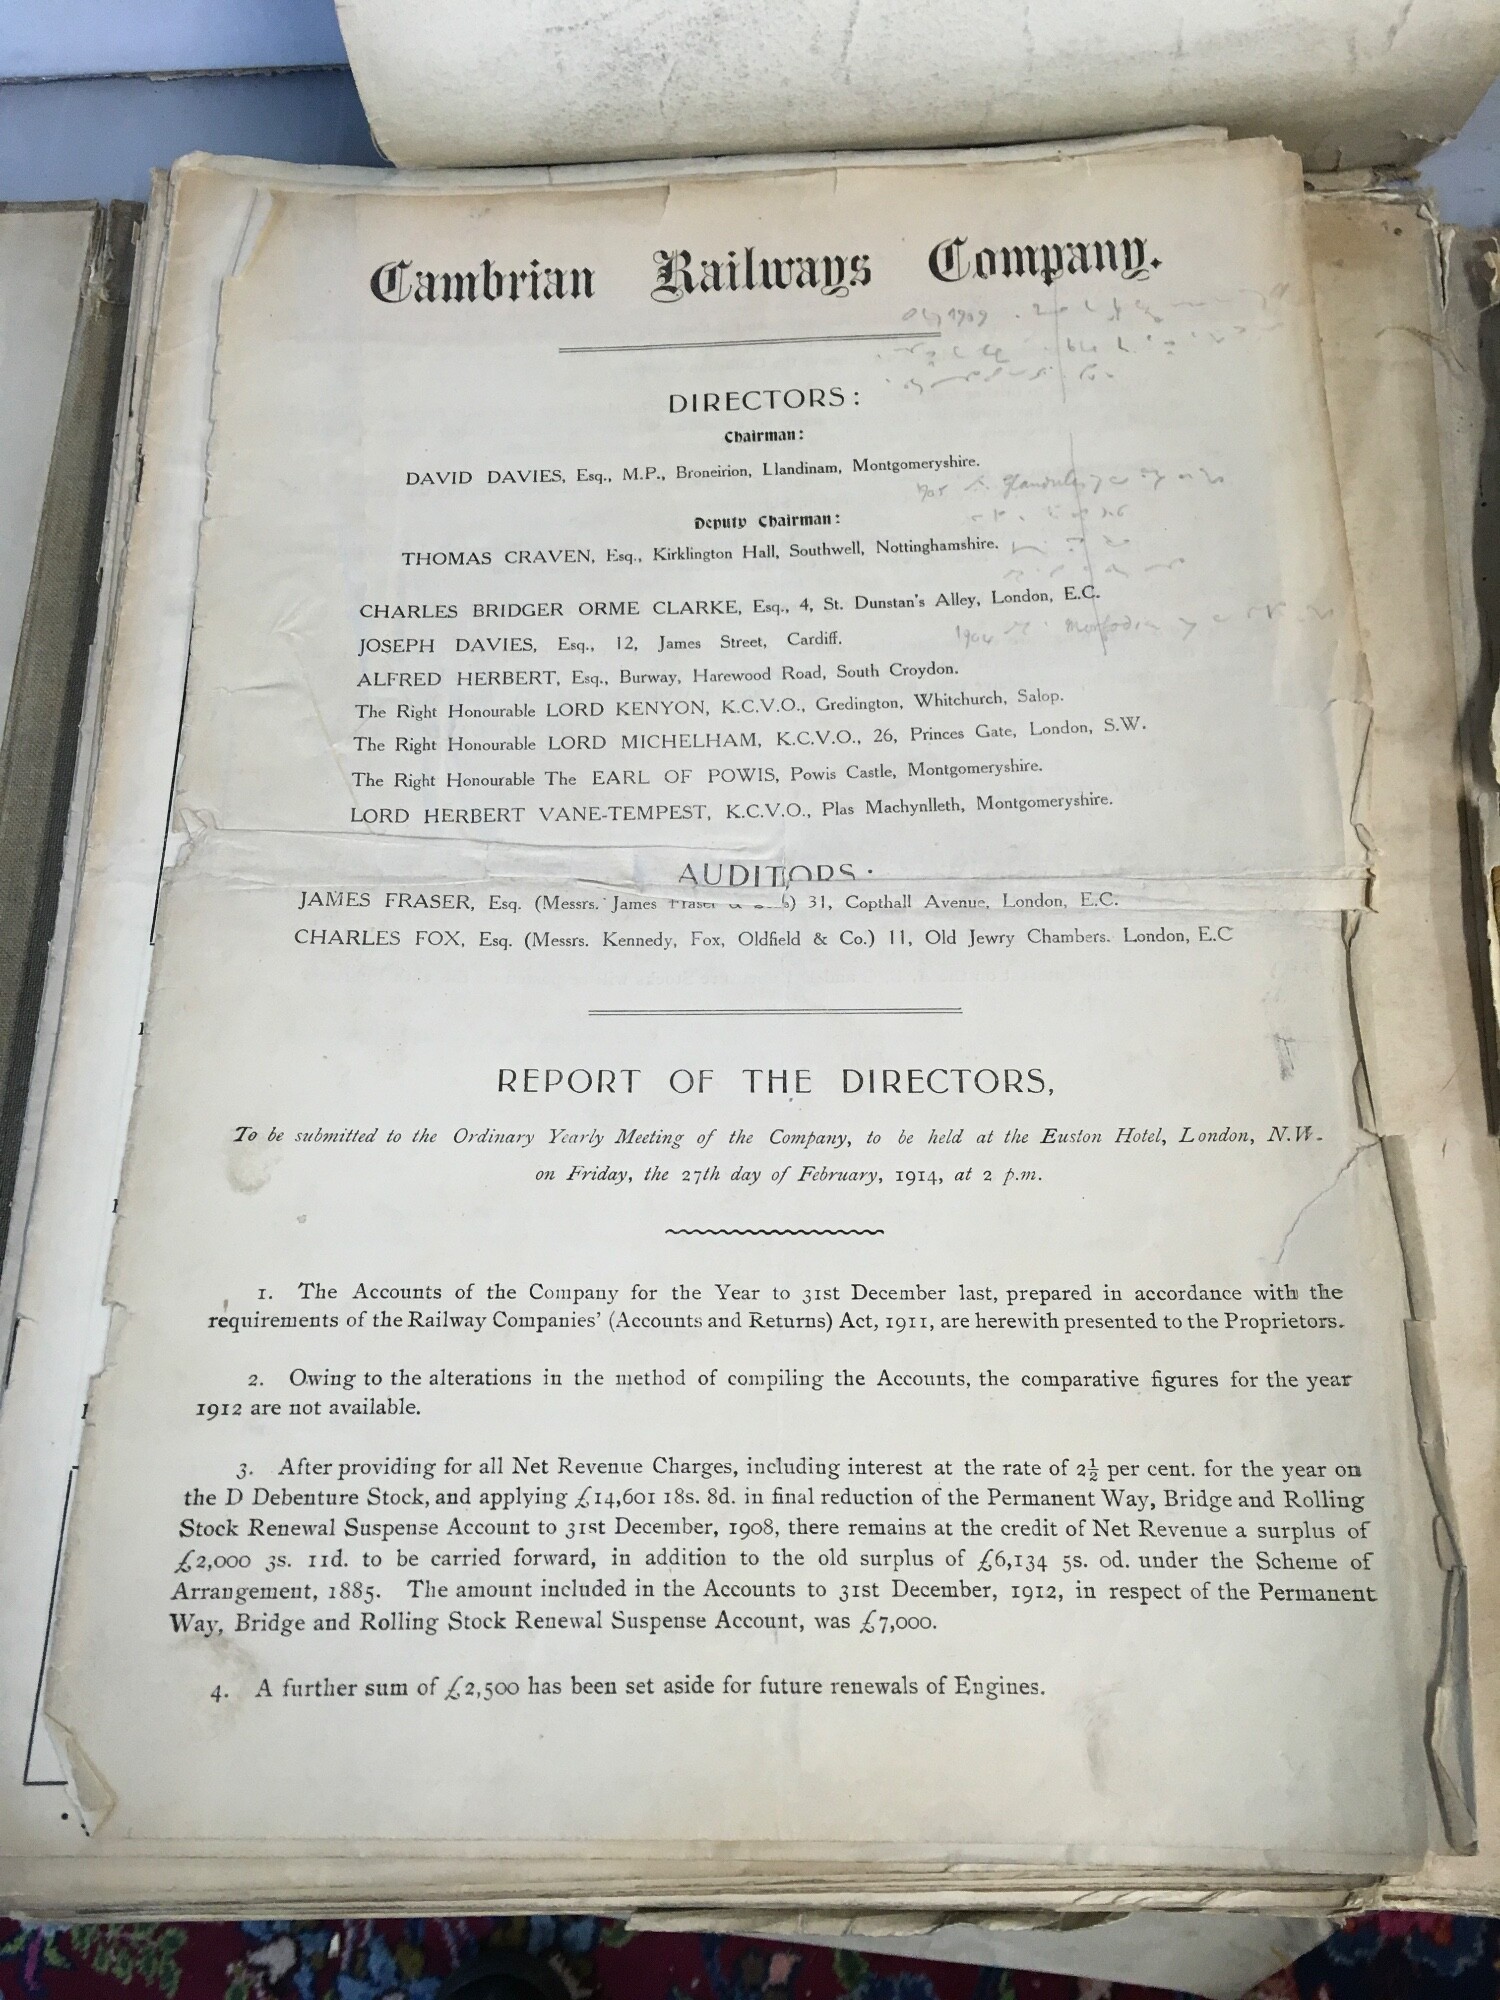 Cambrian Railways Company.
1909
DIRECTORS:
Chairman:
DAVID DAVIES, Esq., M.P., Broneirion, Llandinam, Montgomeryshire.
Deputy Chairman:
THOMAS CRAVEN, Esq., Kirklington Hall, Southwell, Nottinghamshire.
CHARLES BRIDGER ORME CLARKE, Esq., 4, St. Dunstan's Alley, London, E.C.
1904
JOSEPH DAVIES, Esq., 12, James Street, Cardiff.
ALFRED HERBERT, Esq., Burway, Harewood Road, South Croydon.
The Right Honourable LORD KENYON, K.C.V.O., Gredington, Whitchurch, Salop.
The Right Honourable LORD MICHELHAM, K.C.V.O., 26, Princes Gate, London, S.W.
The Right Honourable The EARL OF POWIS, Powis Castle, Montgomeryshire.
LORD HERBERT VANE-TEMPEST, K.C.V.O., Plas Machynlleth, Montgomeryshire.
AUDITORS:
JAMES FRASER, Esq. (Messrs. James Fraser & ) 31, Copthall Avenue, London, E.C.
CHARLES FOX, Esq. (Messrs. Kennedy, Fox, Oldfield & Co.) 11, Old Jewry Chambers. London, E.C
REPORT OF THE DIRECTORS,
To be submitted to the Ordinary Yearly Meeting of the Company, to be held at the Euston Hotel, London, N.W.
on Friday, the 27th day of February, 1914, at 2 p.m.
1. The Accounts of the Company for the Year to 31st December last, prepared in accordance with the
requirements of the Railway Companies' (Accounts and Returns) Act, 1911, are herewith presented to the Proprietors.
2. Owing to the alterations in the method of compiling the Accounts, the comparative figures for the year
1912 are not available.
3. After providing for all Net Revenue Charges, including interest at the rate of 2½ per cent. for the year on
the D Debenture Stock, and applying £14,601 18s. 8d. in final reduction of the Permanent Way, Bridge and Rolling
Stock Renewal Suspense Account to 31st December, 1908, there remains at the credit of Net Revenue a surplus of
£2,000 3s. 11d. to be carried forward, in addition to the old surplus of £6,134 5s. 0d. under the Scheme of
Arrangement, 1885. The amount included in the Accounts to 31st December, 1912, in respect of the Permanent
Way, Bridge and Rolling Stock Renewal Suspense Account, was £7,000.
4. A further sum of £2,500 has been set aside for future renewals of Engines.